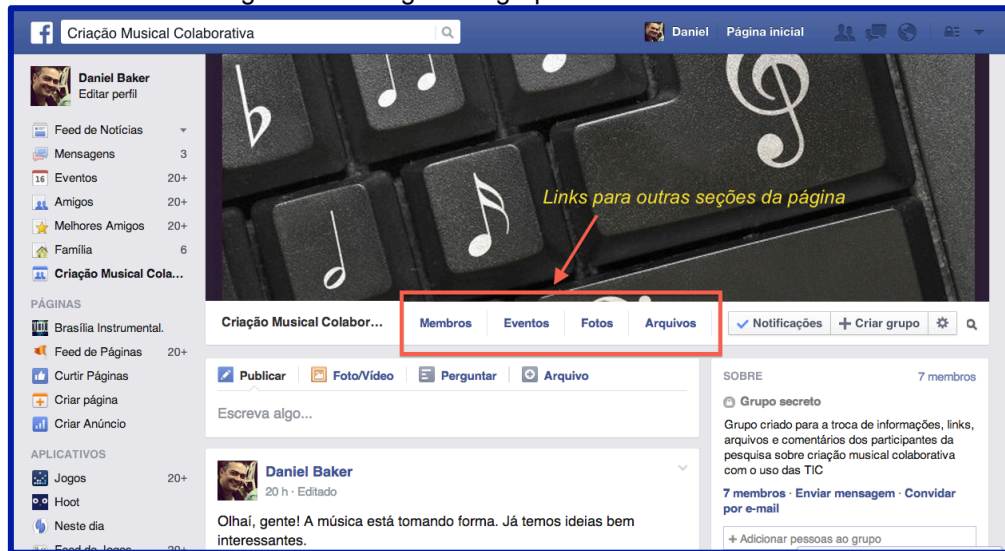 Criação Musical Colaborativa
Daniel
Página inicial
Daniel Baker
Editar perfil
Feed de Notícias
Mensagens 3
16 Eventos 20+
Amigos 20+
Melhores Amigos 20+
Família 6
Criação Musical Cola...
PÁGINAS
Brasília Instrumental.
Feed de Páginas 20+
Curtir Páginas
Criar página
Criar Anúncio
APLICATIVOS
Jogos 20+
Hoot
Neste dia
Feed de Jogos 20+
Links para outras seções da página
Criação Musical Colabor...
Membros Eventos Fotos Arquivos
Notificações Criar grupo
Publicar Foto/Vídeo Perguntar Arquivo
Escreva algo...
Daniel Baker
20 h · Editado
Olhaí, gente! A música está tomando forma. Já temos ideias bem
interessantes.
SOBRE 7 membros
Grupo secreto
Grupo criado para a troca de informações, links,
arquivos e comentários dos participantes da
pesquisa sobre criação musical colaborativa
com o uso das TIC
7 membros · Enviar mensagem · Convidar
por e-mail
+ Adicionar pessoas ao grupo